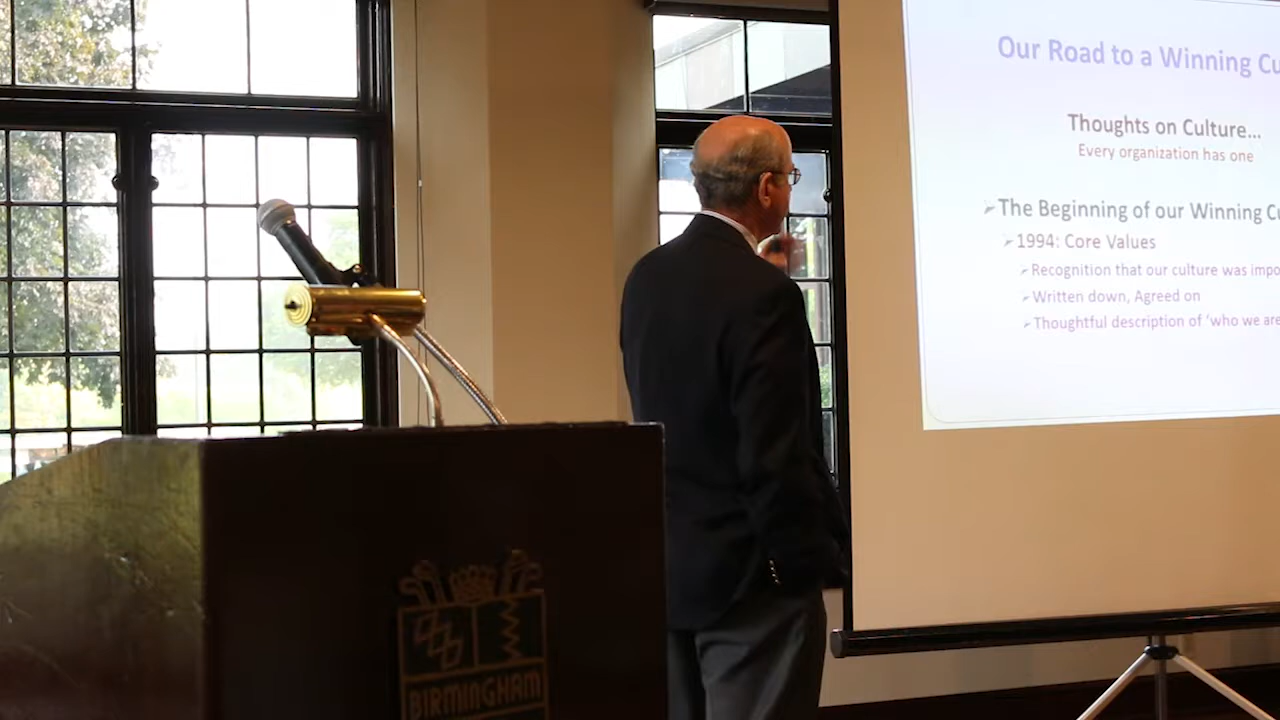 Our Road to a Winning Cu
Thoughts on Culture...
Every organization has one
➢The Beginning of our Winning Cu
➢1994: Core Values
➢Recognition that our culture was impo
➢Written down, Agreed on
➢Thoughtful description of 'who we are
BIRMINGHAM